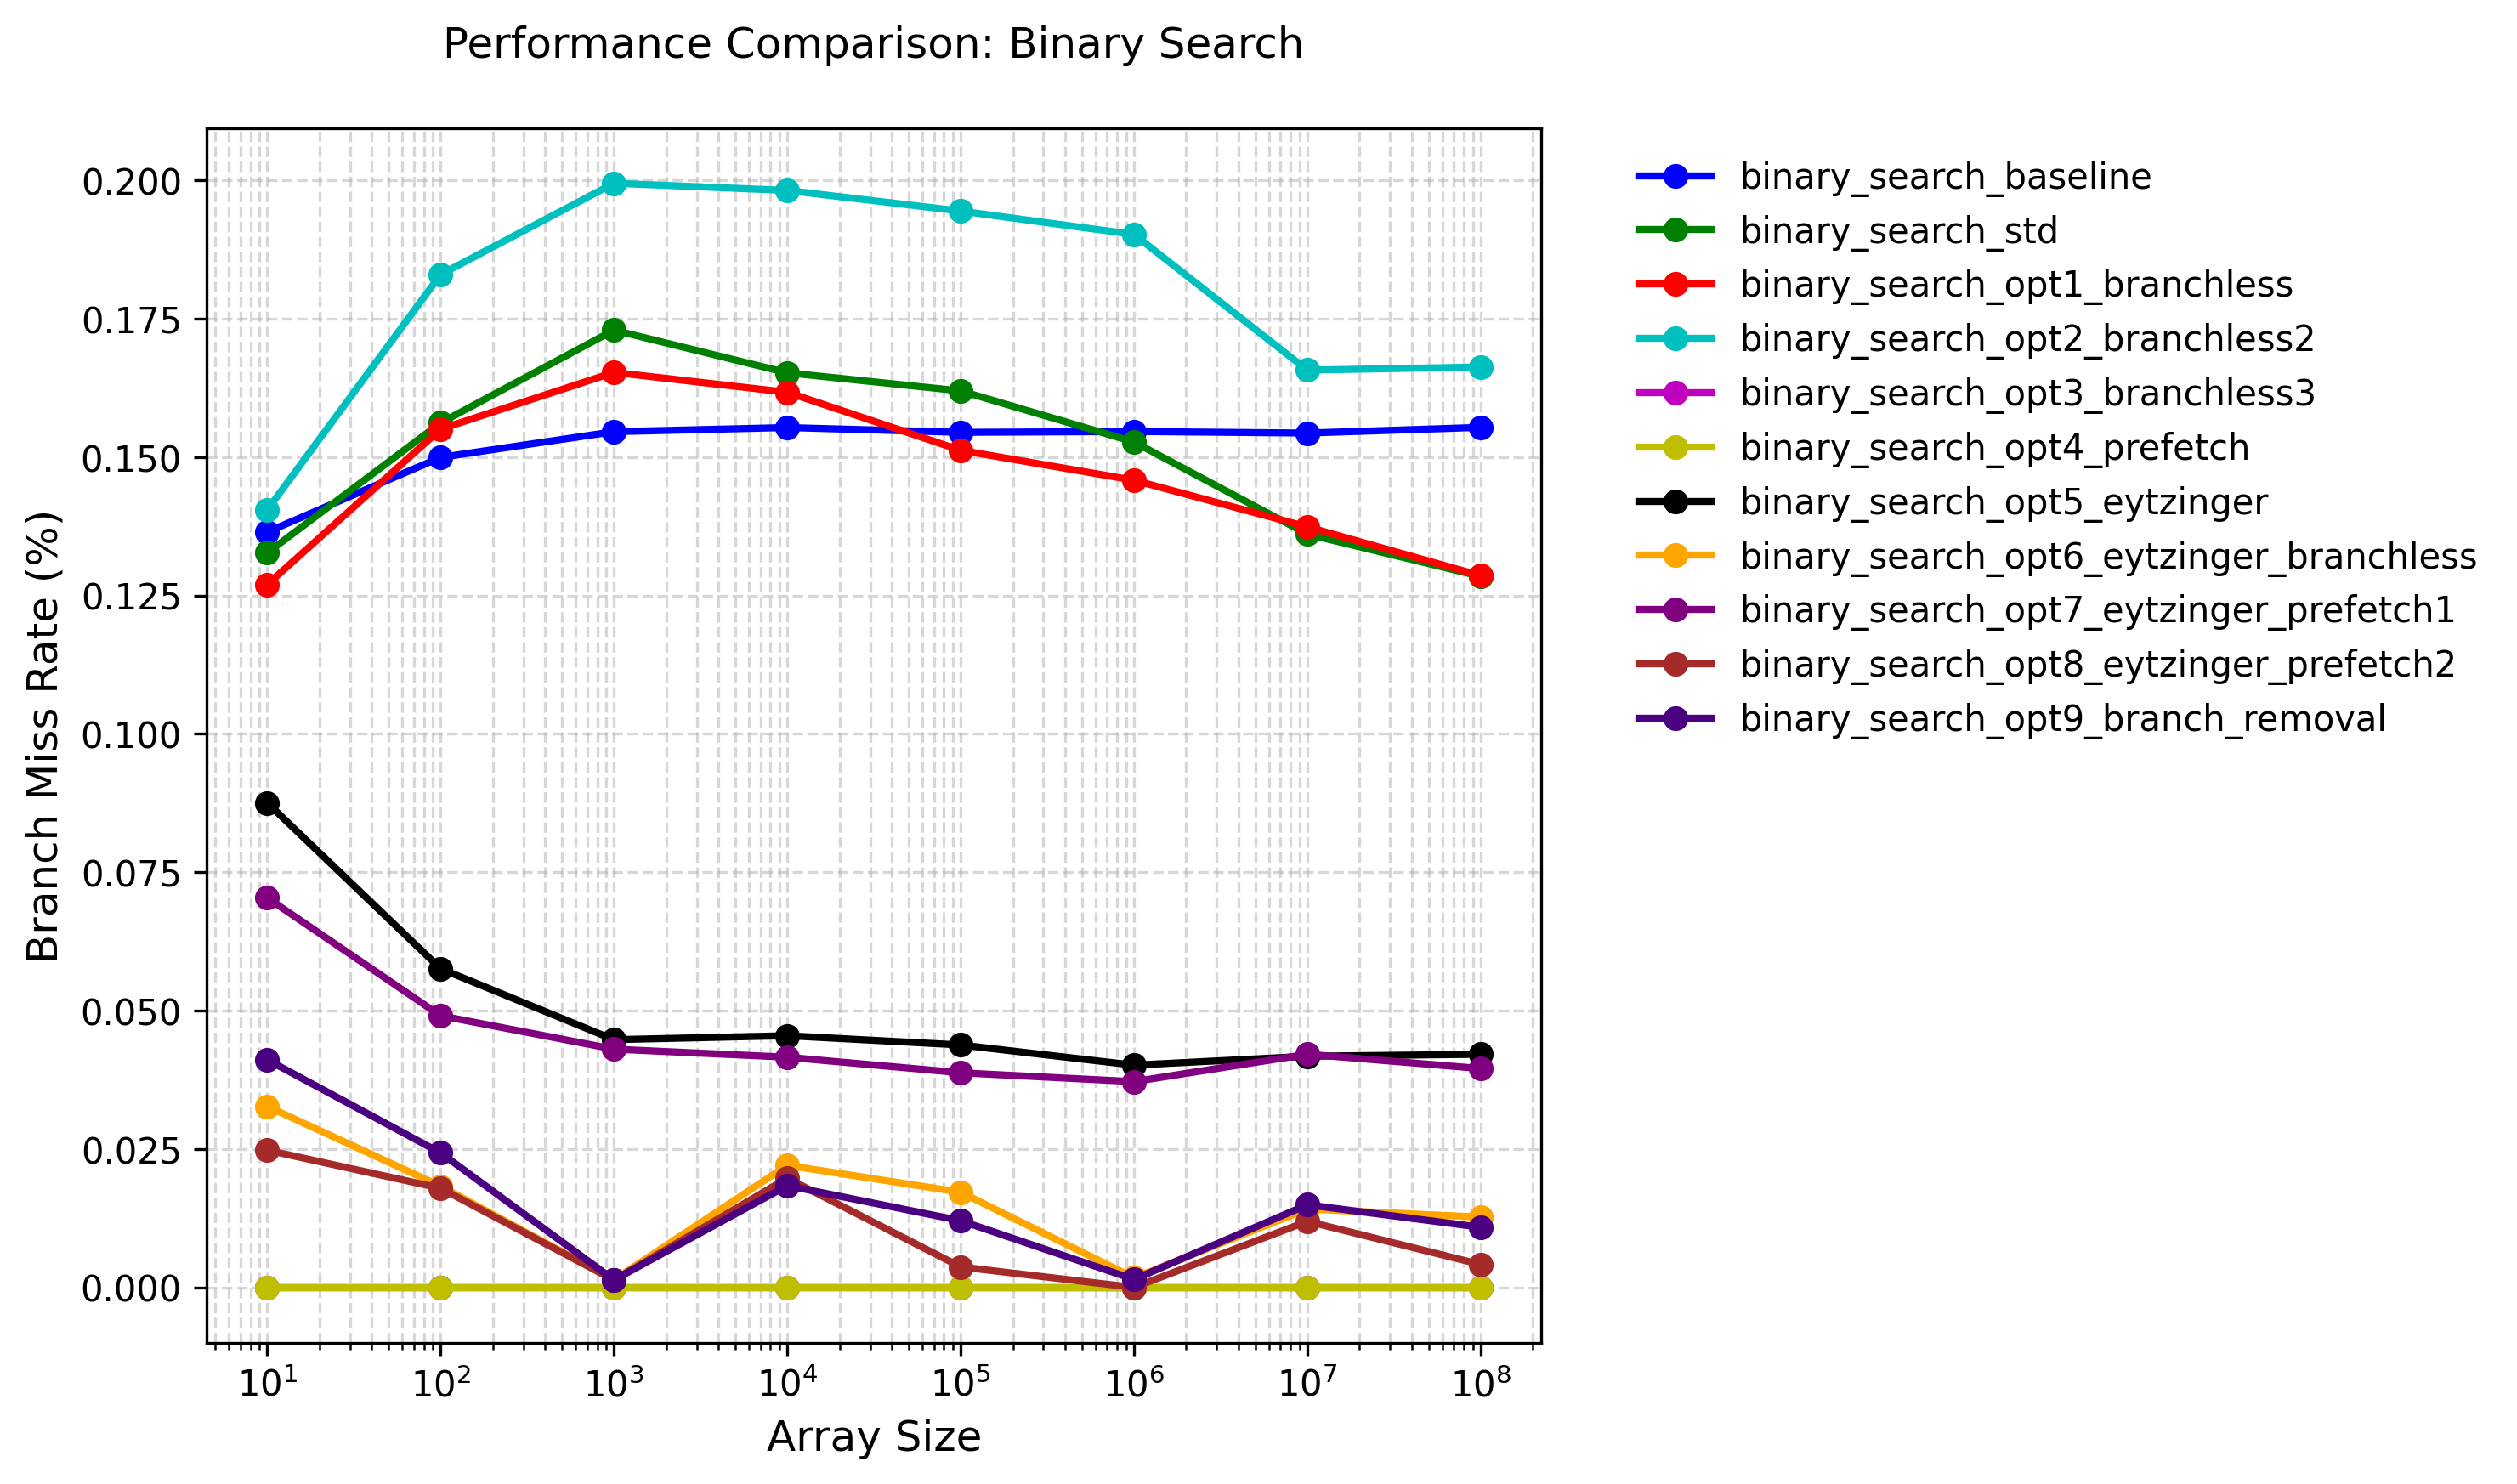 Performance Comparison: Binary Search
Branch Miss Rate (%)
0.200
0.175
0.150
0.125
0.100
0.075
0.050
0.025
0.000
10¹ 10² 10³ 10⁴ 10⁵ 10⁶ 10⁷ 10⁸
Array Size
binary_search_baseline
binary_search_std
binary_search_opt1_branchless
binary_search_opt2_branchless2
binary_search_opt3_branchless3
binary_search_opt4_prefetch
binary_search_opt5_eytzinger
binary_search_opt6_eytzinger_branchless
binary_search_opt7_eytzinger_prefetch1
binary_search_opt8_eytzinger_prefetch2
binary_search_opt9_branch_removal